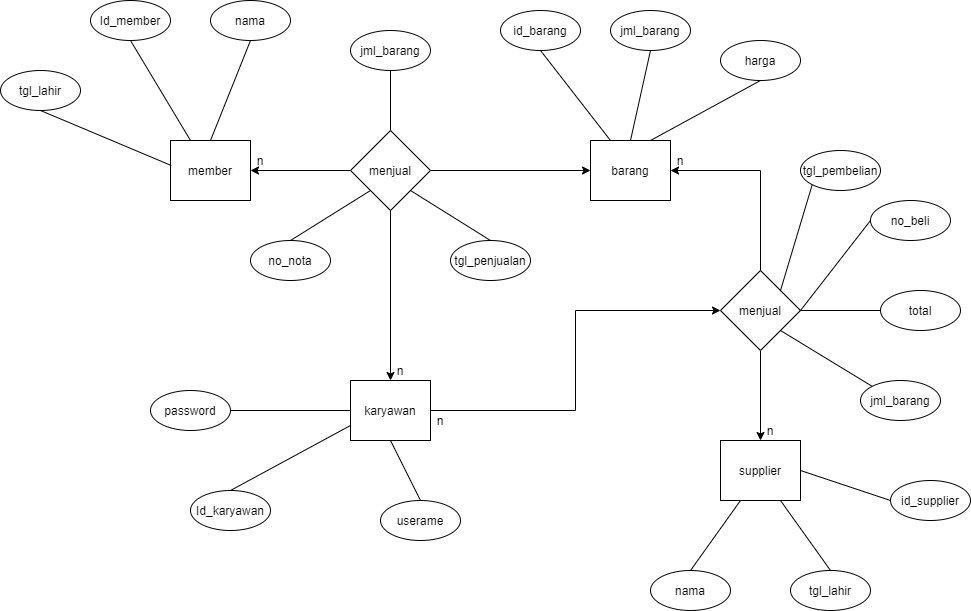 Id_member
nama
jml_barang
id_barang
jml_barang
harga
tgl_lahir
member
n
menjual
barang
n
tgl_pembelian
no_beli
no_nota
tgl_penjualan
menjual
total
n
password
karyawan
n
jml_barang
n
supplier
Id_karyawan
userame
id_supplier
nama
tgl_lahir